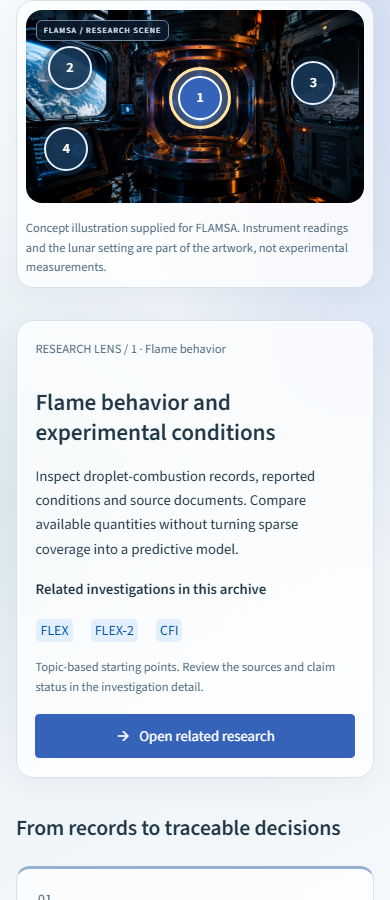 FLAMSA / RESEARCH SCENE
2
3
1
4
Concept illustration supplied for FLAMSA. Instrument readings
and the lunar setting are part of the artwork, not experimental
measurements.
RESEARCH LENS / 1 · Flame behavior
Flame behavior and
experimental conditions
Inspect droplet-combustion records, reported
conditions and source documents. Compare
available quantities without turning sparse
coverage into a predictive model.
Related investigations in this archive
FLEX FLEX-2 CFI
Topic-based starting points. Review the sources and claim
status in the investigation detail.
→ Open related research
From records to traceable decisions
01